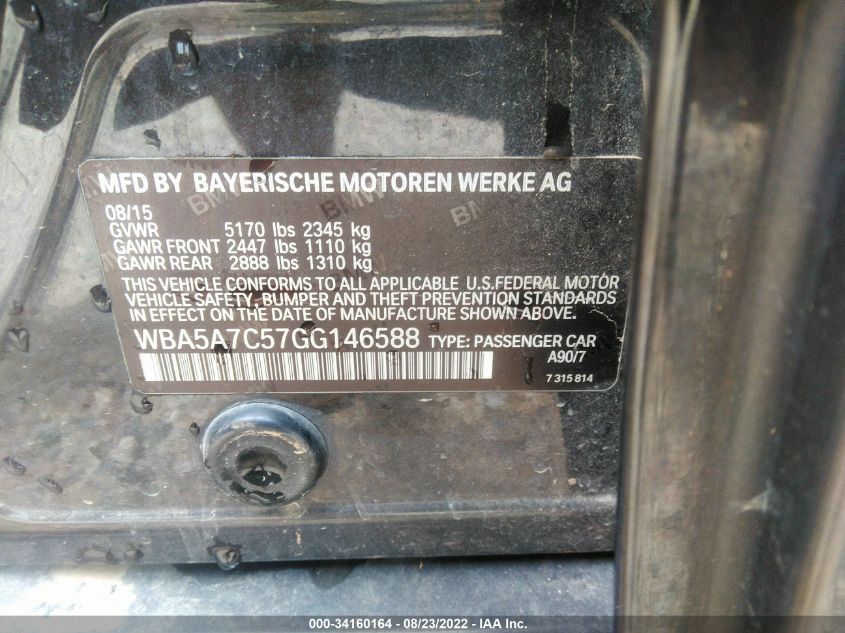 MFD BY BAYERISCHE MOTOREN WERKE AG
08/15
GVWR 5170 lbs 2345 kg
GAWR FRONT 2447 lbs 1110 kg
GAWR REAR 2888 lbs 1310 kg
THIS VEHICLE CONFORMS TO ALL APPLICABLE U.S.FEDERAL MOTOR
VEHICLE SAFETY, BUMPER AND THEFT PREVENTION STANDARDS
IN EFFECT ON THE DATE OF MANUFACTURE SHOWN ABOVE.
WBA5A7C57GG146588 TYPE: PASSENGER CAR
A90/7
7 315 814
000-34160164 - 08/23/2022 - IAA Inc.